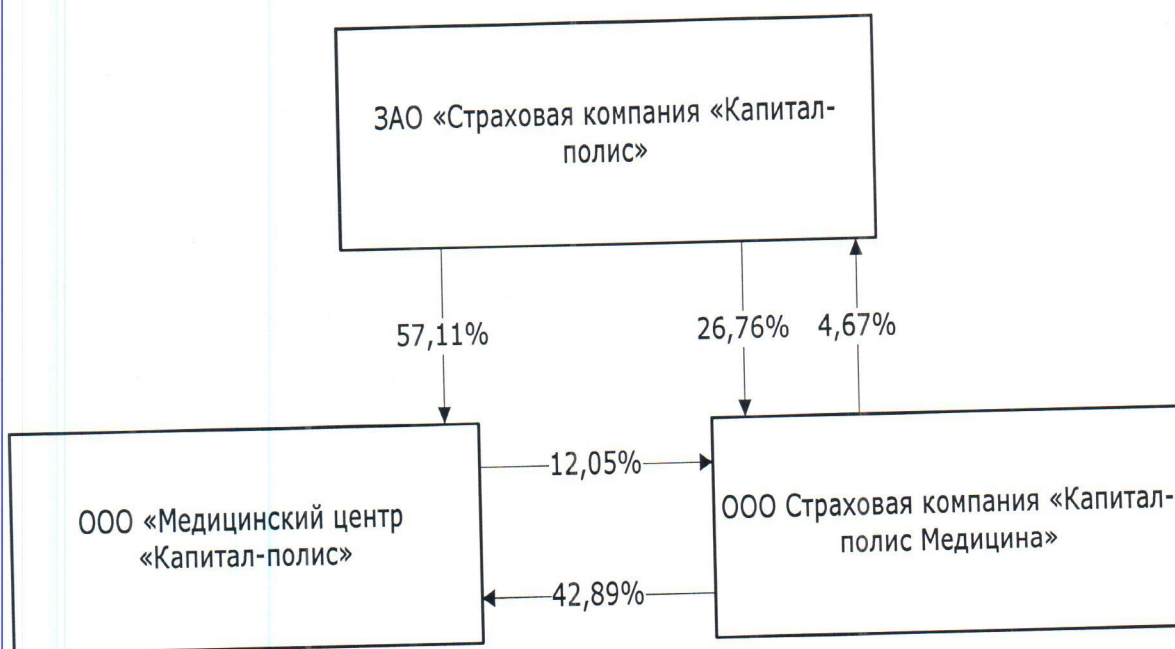 ЗАО «Страховая компания «Капитал-
полис»
57,11%
26,76%
4,67%
12,05%
ООО «Медицинский центр
«Капитал-полис»
ООО Страховая компания «Капитал-
полис Медицина»
42,89%